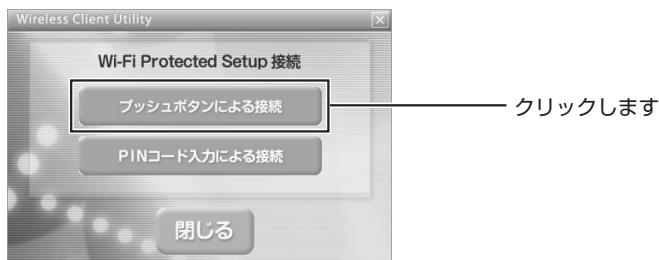 Wireless Client Utility
Wi-Fi Protected Setup 接続
プッシュボタンによる接続
クリックします
PINコード入力による接続
閉じる